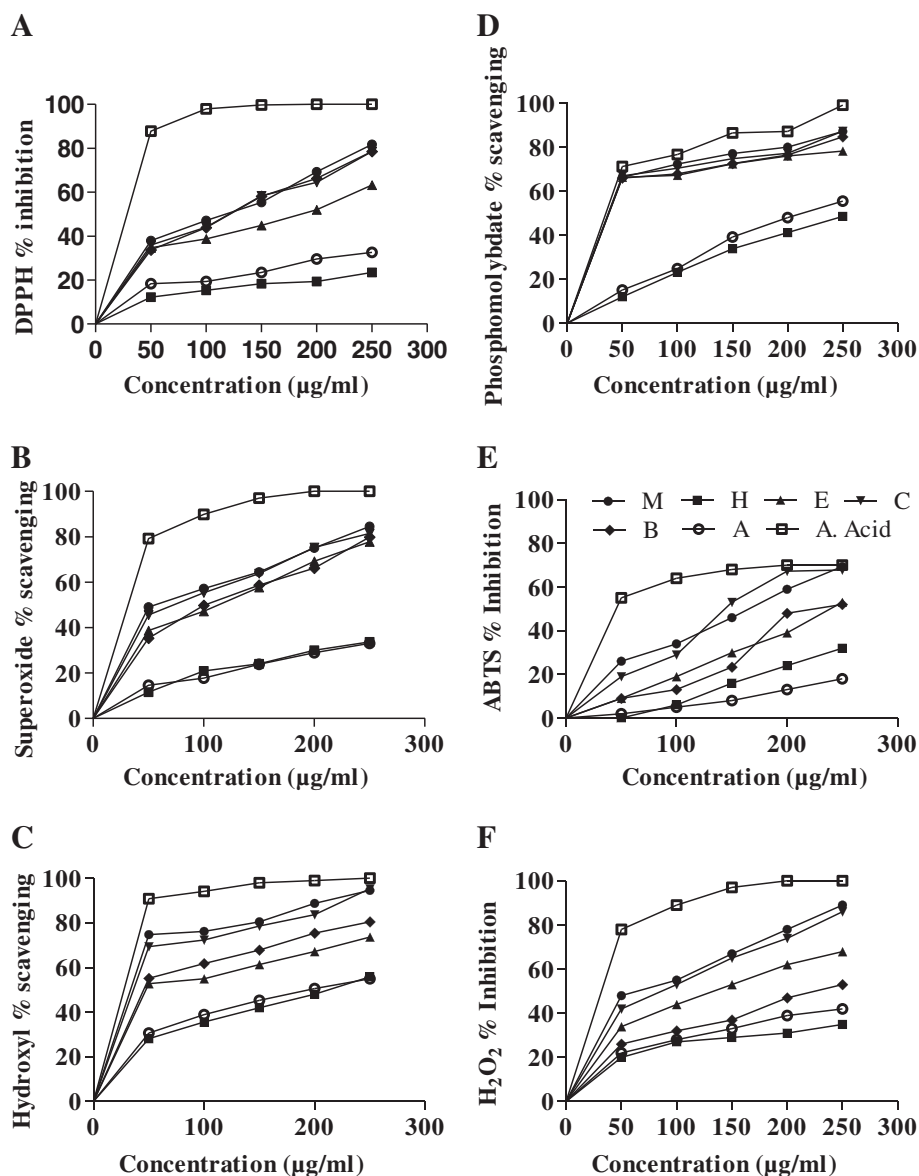 A
DPPH % inhibition
100
80
60
40
20
0
0 50 100 150 200 250 300
Concentration (µg/ml)
D
Phosphomolybdate % scavenging
100
80
60
40
20
0
0 50 100 150 200 250 300
Concentration (µg/ml)
B
Superoxide % scavenging
100
80
60
40
20
0
0 100 200 300
Concentration (µg/ml)
E
M H E C
B A A. Acid
ABTS % Inhibition
100
80
60
40
20
0
0 50 100 150 200 250 300
Concentration (µg/ml)
C
Hydroxyl % scavenging
100
80
60
40
20
0
0 100 200 300
Concentration (µg/ml)
F
H2O2 % Inhibition
100
80
60
40
20
0
0 50 100 150 200 250 300
Concentration (µg/ml)